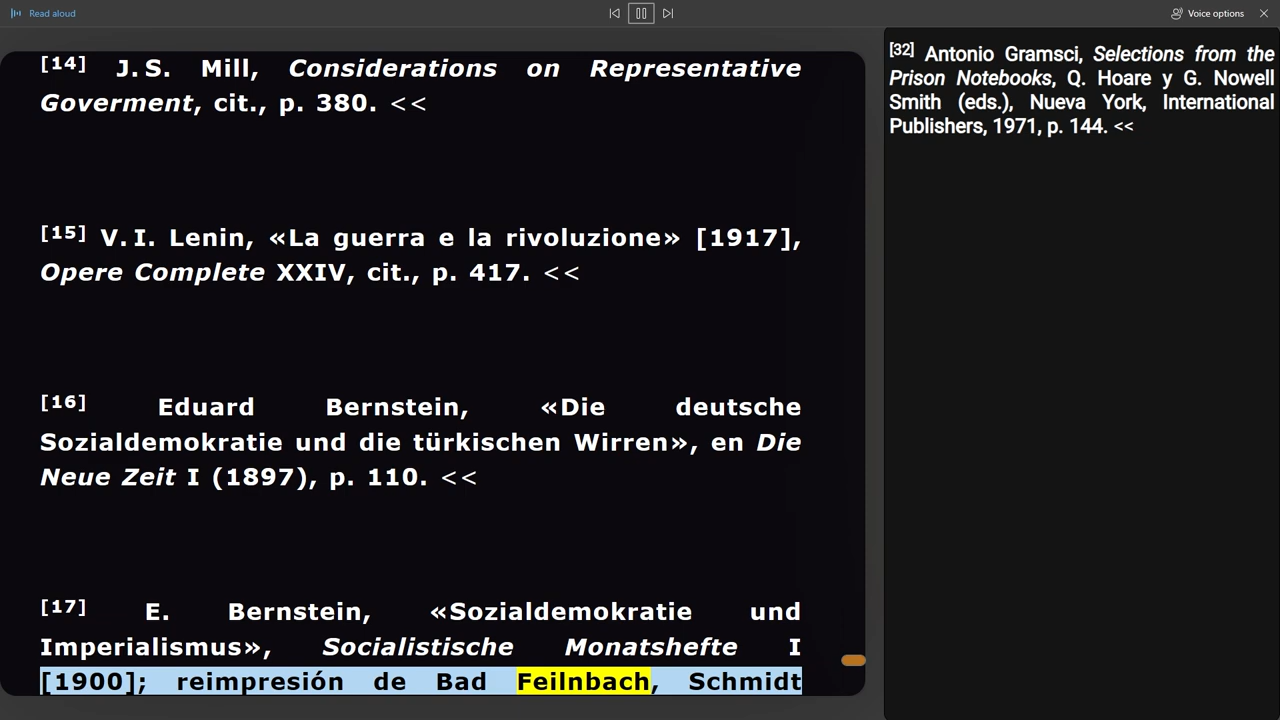 Read aloud
Voice options
[14] J. S. Mill, Considerations on Representative
Goverment, cit., p. 380. <<
[15] V. I. Lenin, «La guerra e la rivoluzione» [1917],
Opere Complete XXIV, cit., p. 417. <<
[16] Eduard Bernstein, «Die deutsche
Sozialdemokratie und die türkischen Wirren», en Die
Neue Zeit I (1897), p. 110. <<
[17] E. Bernstein, «Sozialdemokratie und
Imperialismus», Socialistische Monatshefte I
[1900]; reimpresión de Bad Feilnbach, Schmidt
[32] Antonio Gramsci, Selections from the
Prison Notebooks, Q. Hoare y G. Nowell
Smith (eds.), Nueva York, International
Publishers, 1971, p. 144. <<